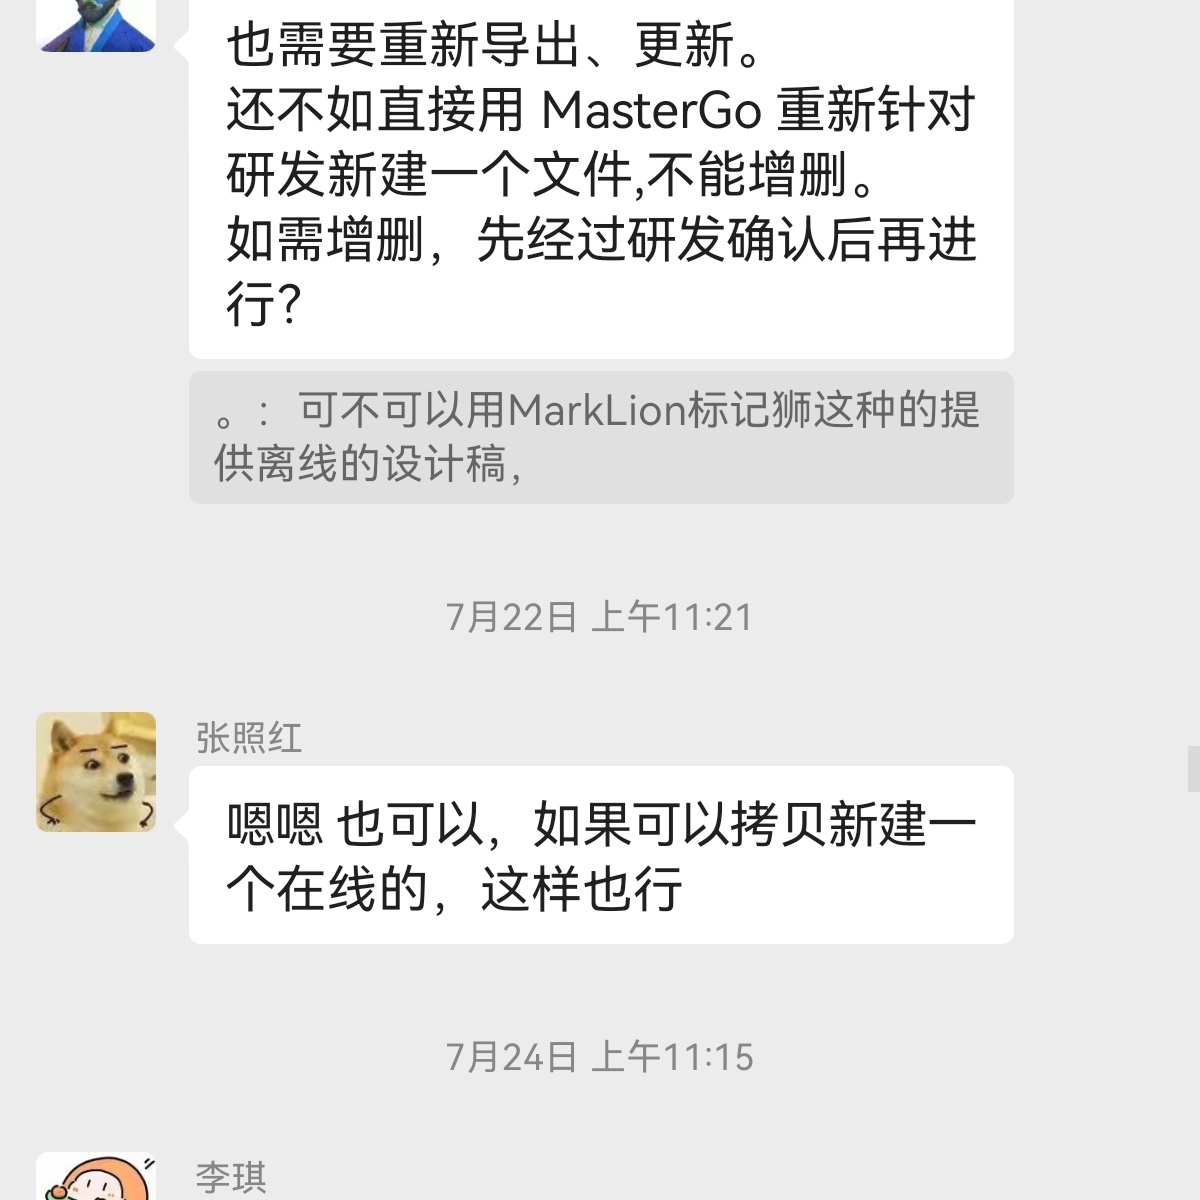 也需要重新导出、更新。
还不如直接用 MasterGo 重新针对
研发新建一个文件,不能增删。
如需增删，先经过研发确认后再进
行？
。：可不可以用MarkLion标记狮这种的提
供离线的设计稿，
7月22日 上午11:21
张照红
嗯嗯 也可以，如果可以拷贝新建一
个在线的，这样也行
7月24日 上午11:15
李琪